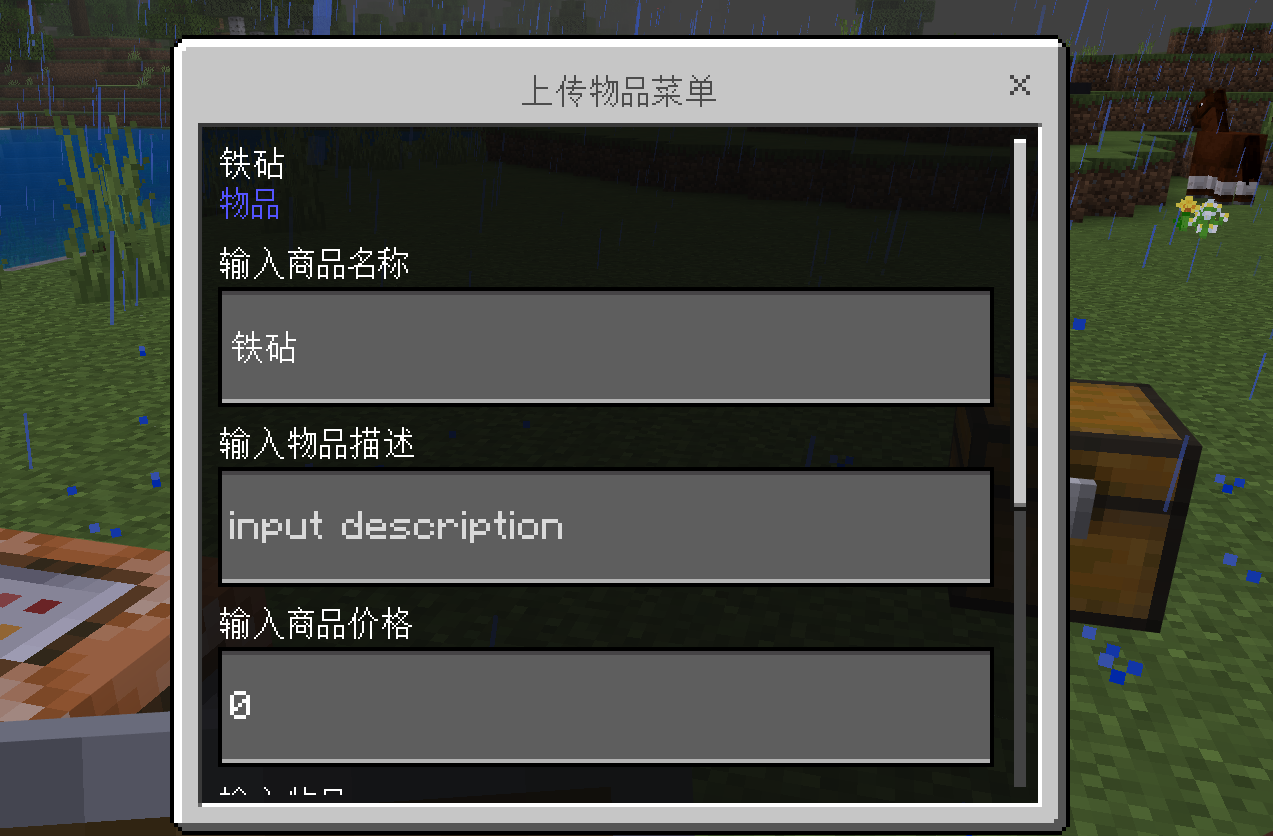 上传物品菜单
铁砧
物品
输入商品名称
铁砧
输入物品描述
input description
输入商品价格
0